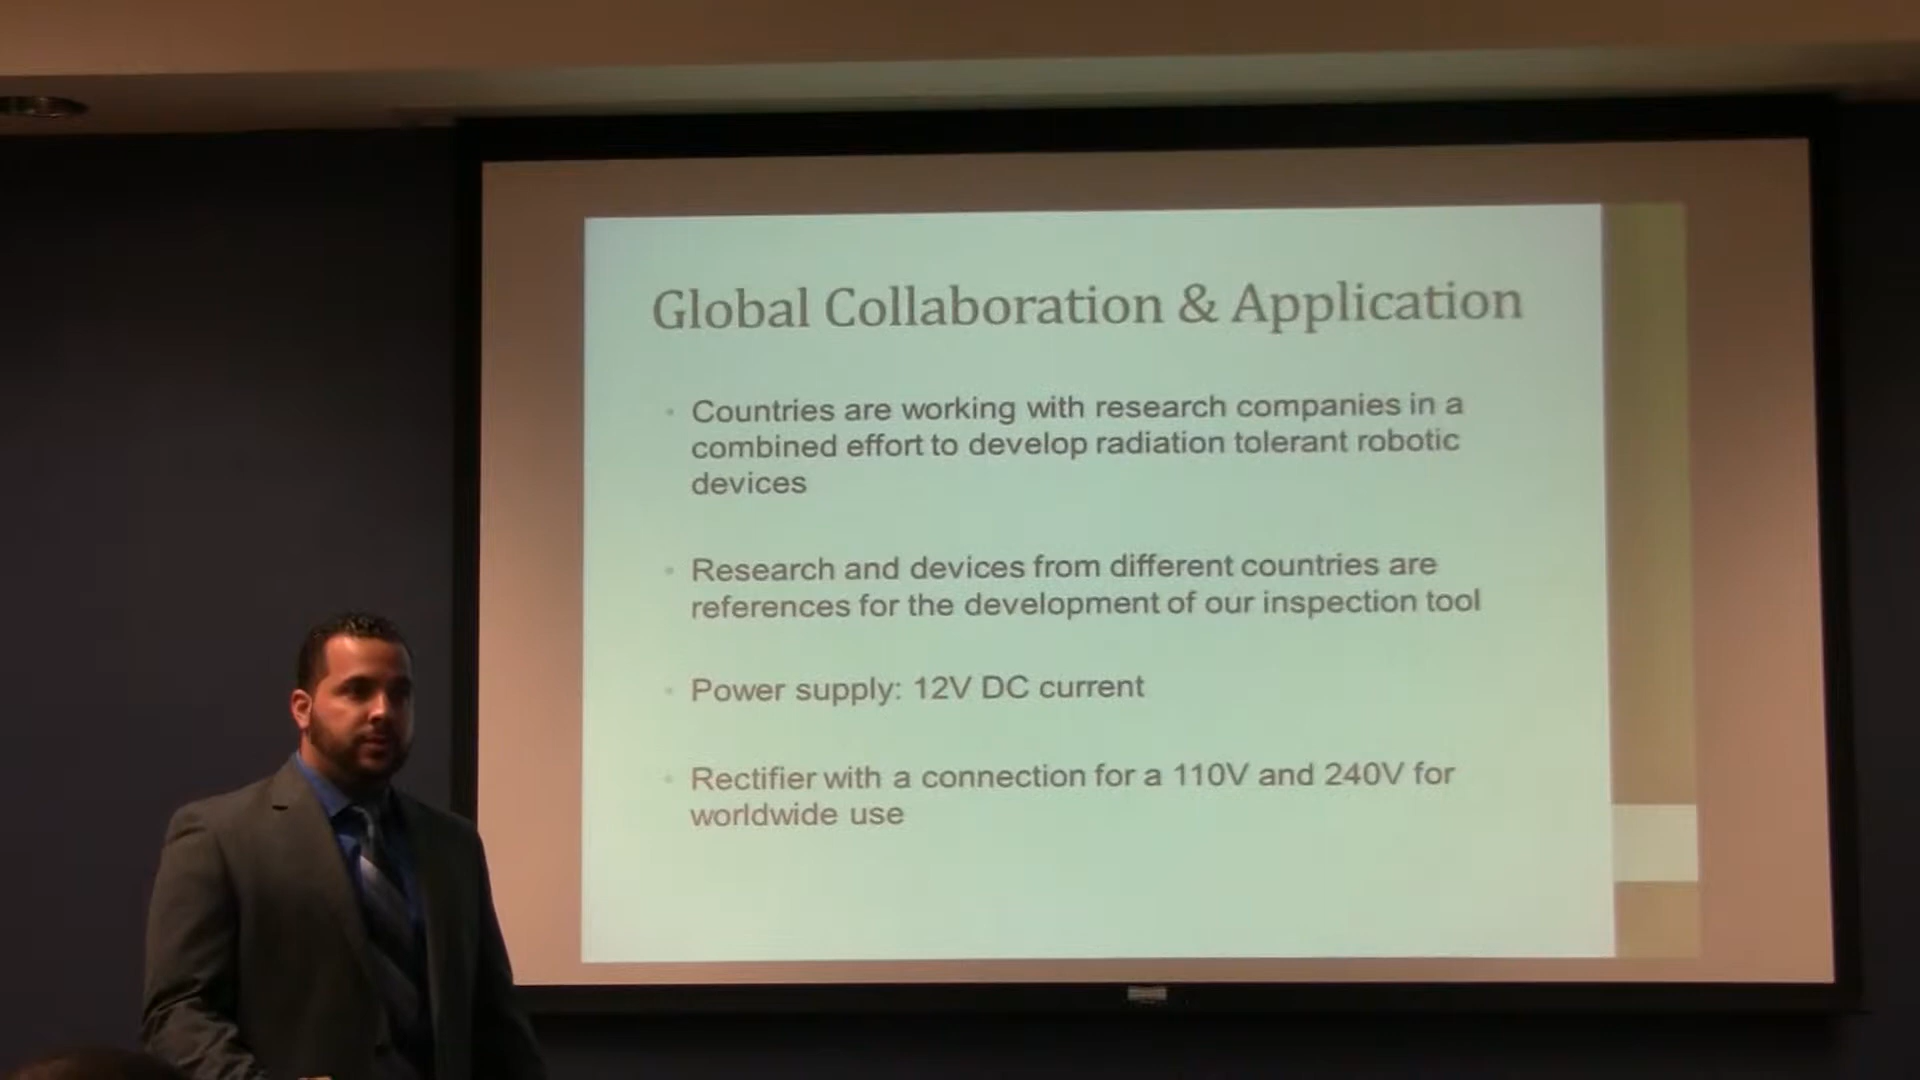 Global Collaboration & Application
Countries are working with research companies in a
combined effort to develop radiation tolerant robotic
devices
Research and devices from different countries are
references for the development of our inspection tool
Power supply: 12V DC current
Rectifier with a connection for a 110V and 240V for
worldwide use